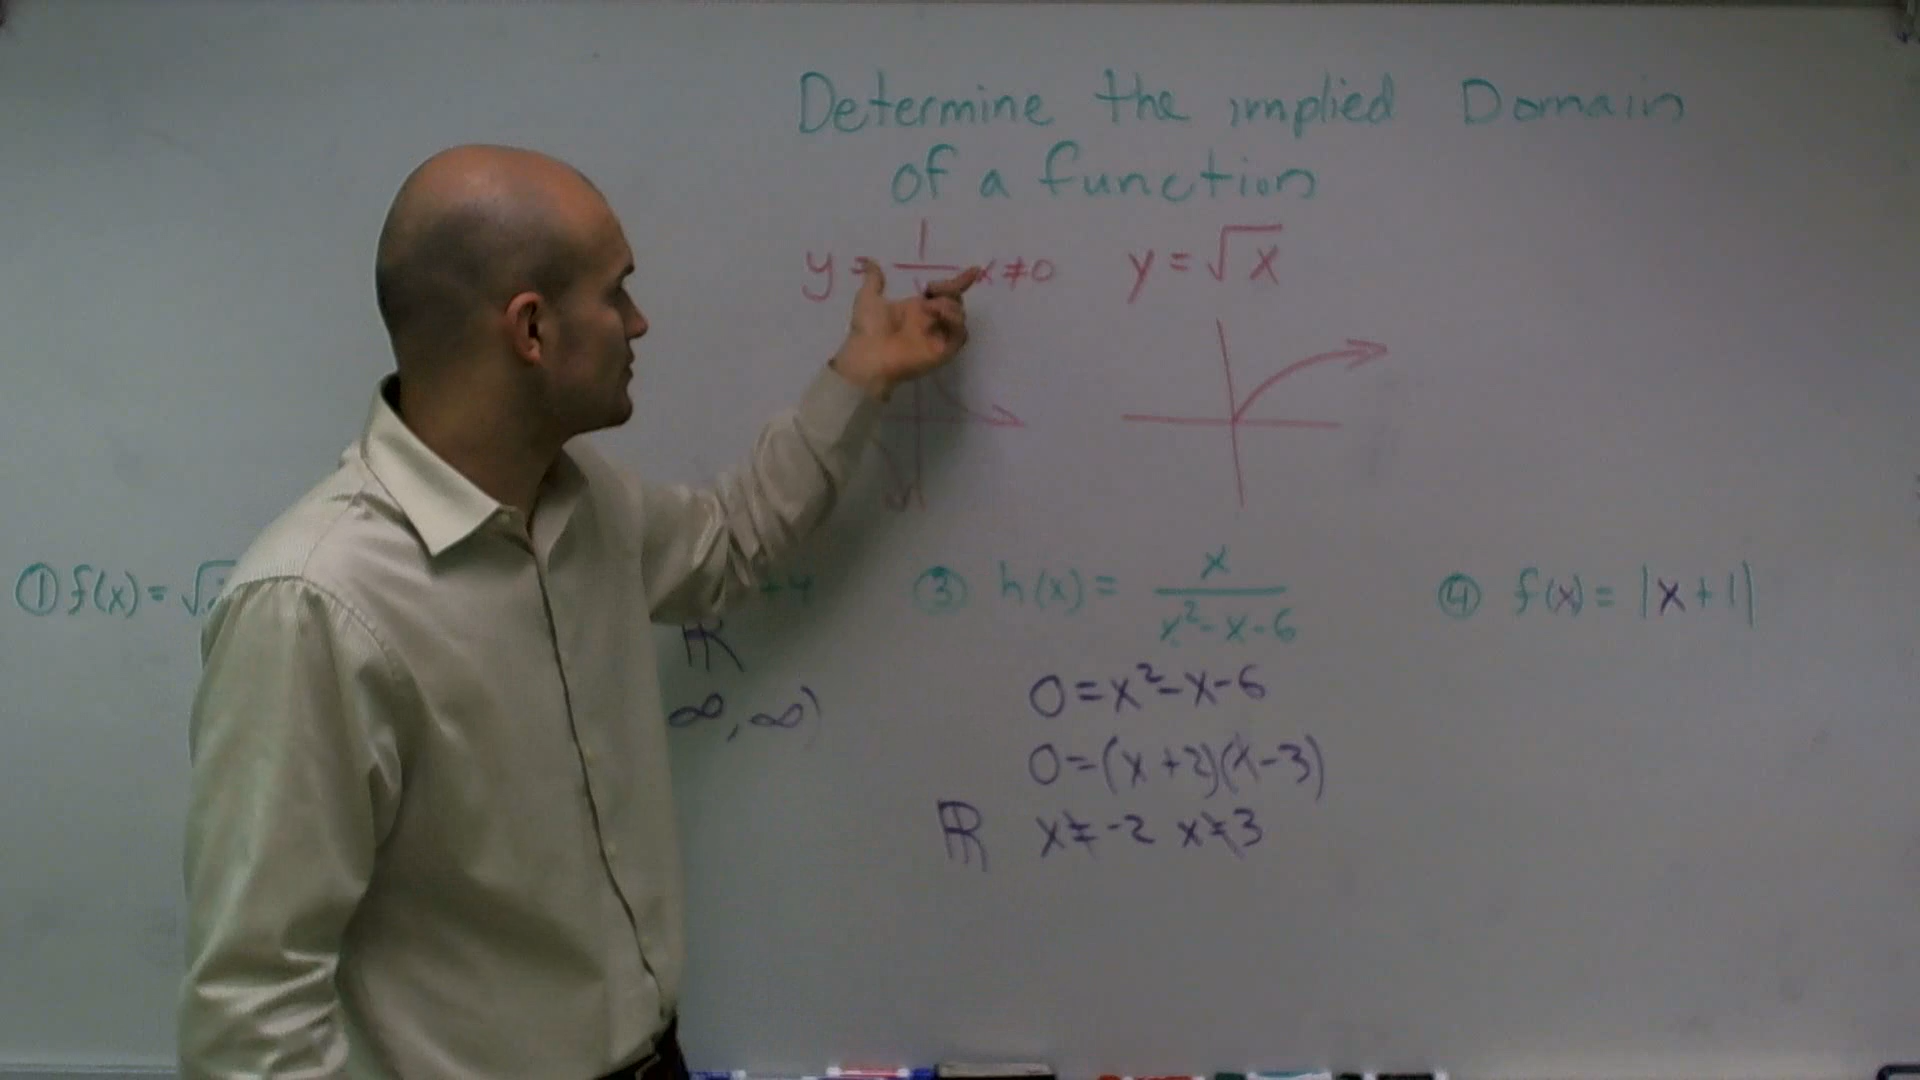 Determine the implied Domain
of a function
y = 1/x x≠0 y = √x
① f(x) = √
+4
ℝ
∞, ∞)
③ h(x) = x/(x²-x-6)
0=x²-x-6
0=(x+2)(x-3)
ℝ x≠-2 x≠3
④ f(x) = |x+1|